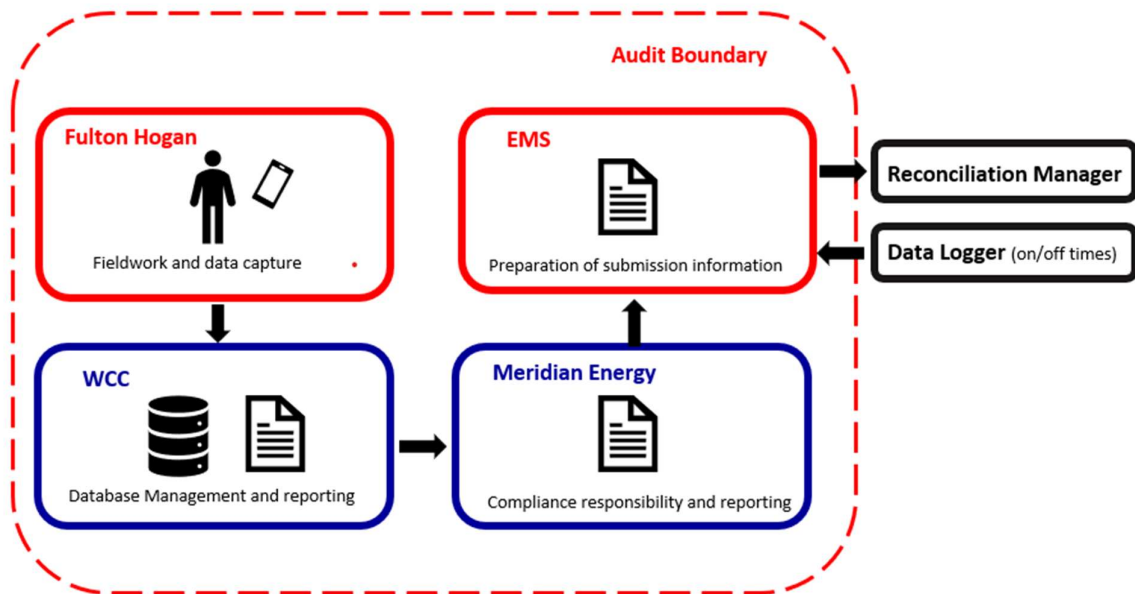 Audit Boundary
Fulton Hogan
Fieldwork and data capture
EMS
Preparation of submission information
Reconciliation Manager
Data Logger (on/off times)
WCC
Database Management and reporting
Meridian Energy
Compliance responsibility and reporting